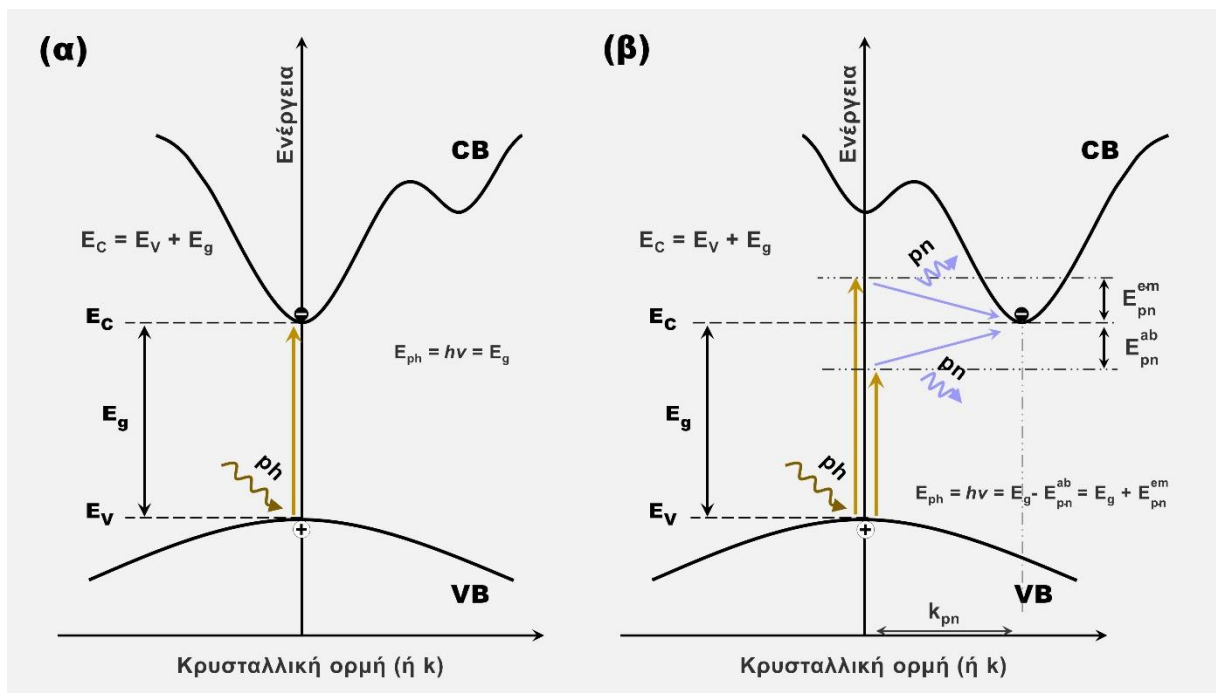 (α)
Ενέργεια
CB
E_C = E_V + E_g
E_C
E_ph = hv = E_g
E_g
ph
E_V
VB
Κρυσταλλική ορμή (ή k)
(β)
Ενέργεια
CB
E_C = E_V + E_g
pn
E_pn^em
E_C
E_pn^ab
pn
E_g
ph
E_ph = hv = E_g - E_pn^ab = E_g + E_pn^em
E_V
VB
k_pn
Κρυσταλλική ορμή (ή k)